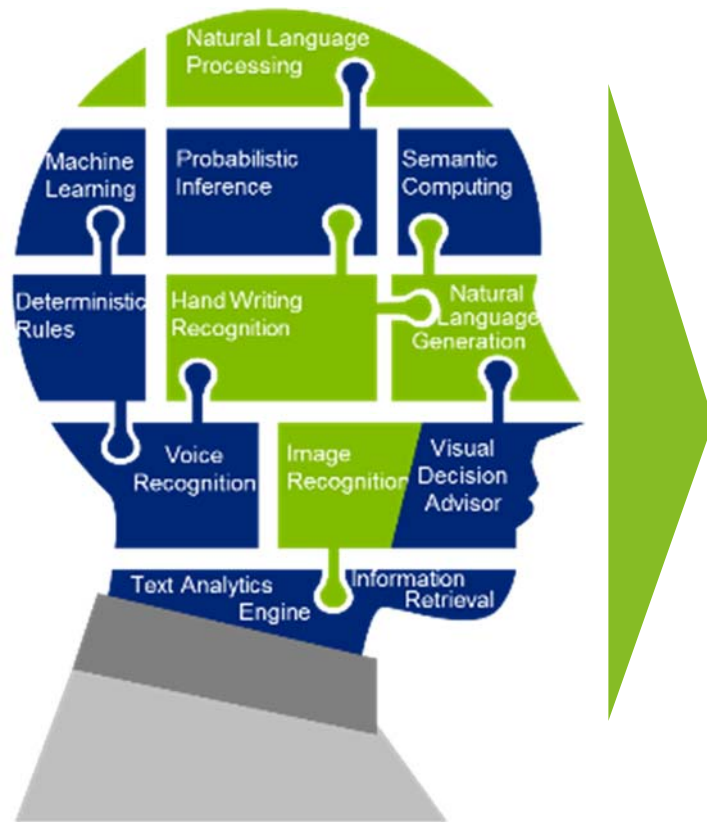 Natural Language
Processing
Machine
Learning
Probabilistic
Inference
Semantic
Computing
Deterministic
Rules
Hand Writing
Recognition
Natural
Language
Generation
Voice
Recognition
Image
Recognition
Visual
Decision
Advisor
Text Analytics
Engine
Information
Retrieval